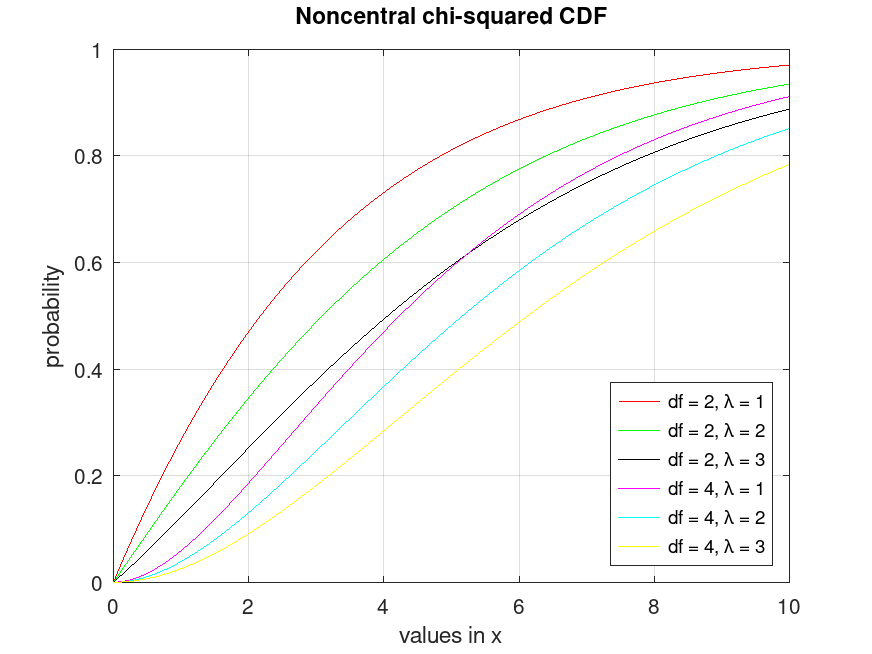 Noncentral chi-squared CDF
1
0.8
0.6
0.4
0.2
0
probability
df = 2, λ = 1
df = 2, λ = 2
df = 2, λ = 3
df = 4, λ = 1
df = 4, λ = 2
df = 4, λ = 3
0 2 4 6 8 10
values in x